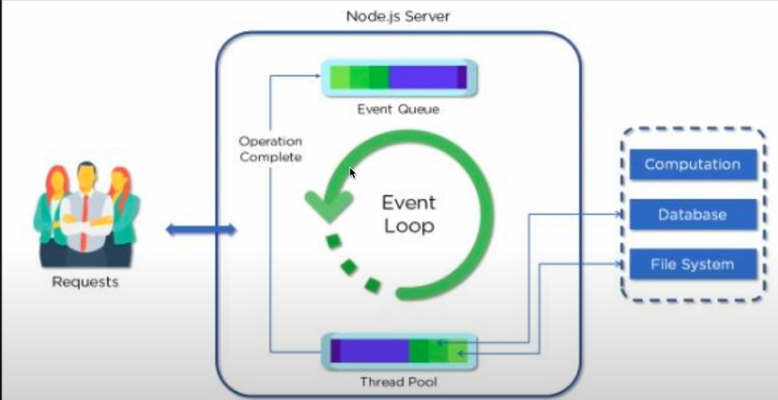 Node.js Server
Event Queue
Operation
Complete
Event
Loop
Requests
Computation
Database
File System
Thread Pool